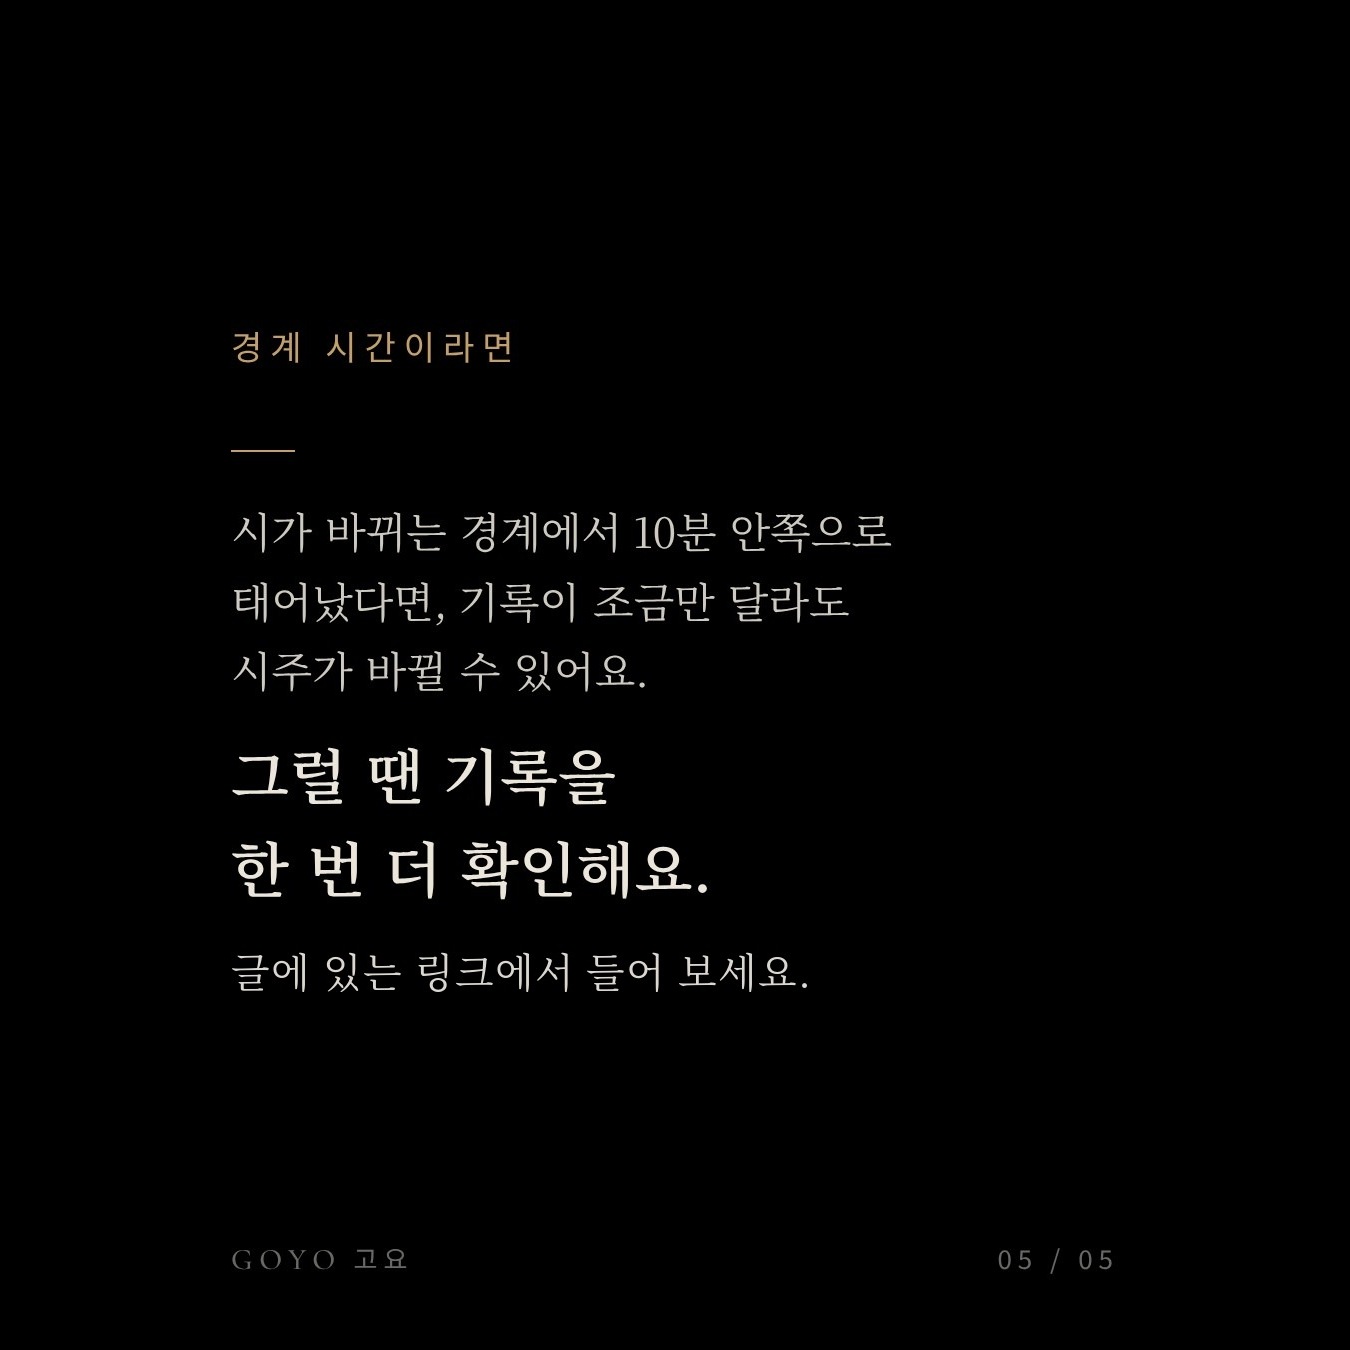 경계 시간이라면
시가 바뀌는 경계에서 10분 안쪽으로
태어났다면, 기록이 조금만 달라도
시주가 바뀔 수 있어요.
그럴 땐 기록을
한 번 더 확인해요.
글에 있는 링크에서 들어 보세요.
GOYO 고요
05 / 05